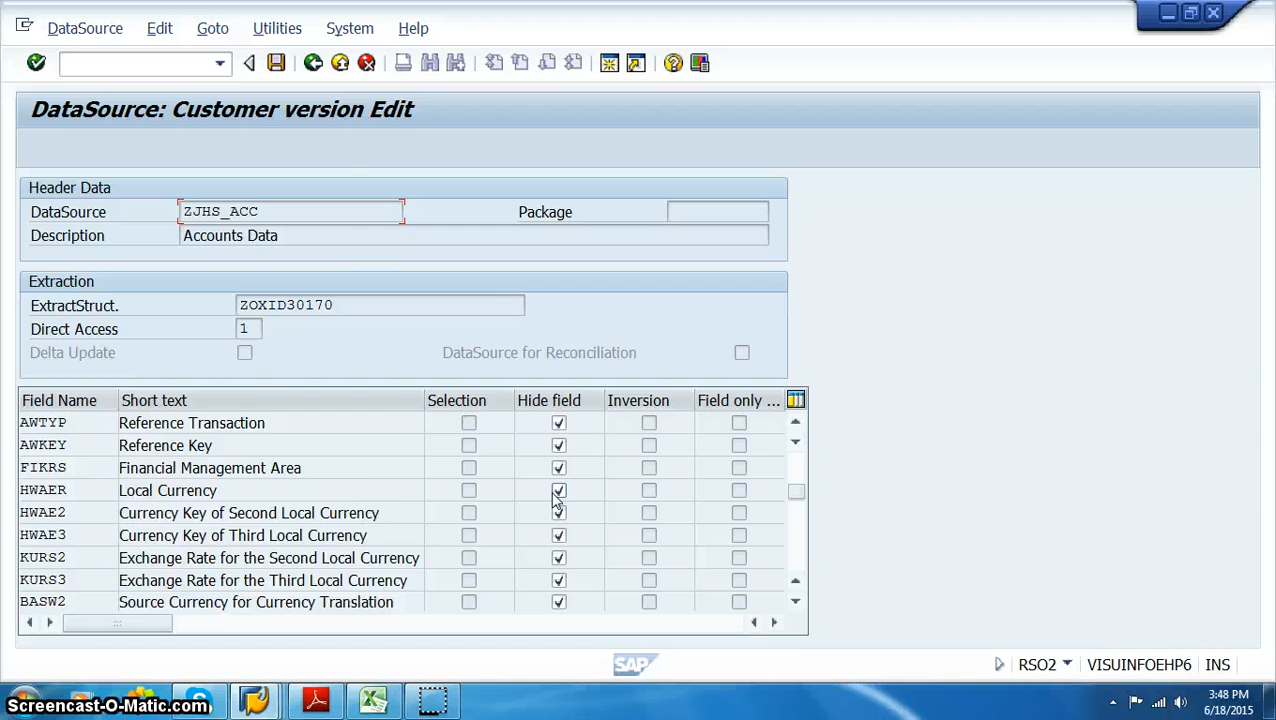 DataSource Edit Goto Utilities System Help
DataSource: Customer version Edit
Header Data
DataSource ZJHS_ACC Package
Description Accounts Data
Extraction
ExtractStruct. ZOXID30170
Direct Access 1
Delta Update DataSource for Reconciliation
Field Name Short text Selection Hide field Inversion Field only ...
AWTYP Reference Transaction
AWKEY Reference Key
FIKRS Financial Management Area
HWAER Local Currency
HWAE2 Currency Key of Second Local Currency
HWAE3 Currency Key of Third Local Currency
KURS2 Exchange Rate for the Second Local Currency
KURS3 Exchange Rate for the Third Local Currency
BASW2 Source Currency for Currency Translation
SAP RSO2 VISUINFOEHP6 INS
Screencast-O-Matic.com
3:48 PM
6/18/2015